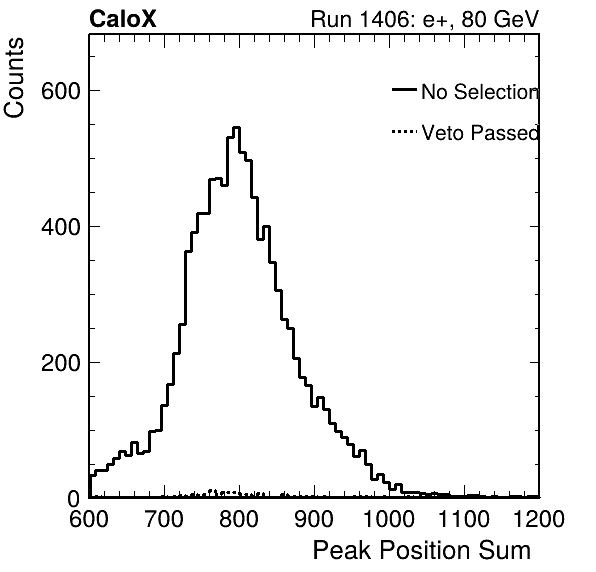 CaloX Run 1406: e+, 80 GeV
Counts
600
400
200
0
No Selection
Veto Passed
600 700 800 900 1000 1100 1200
Peak Position Sum